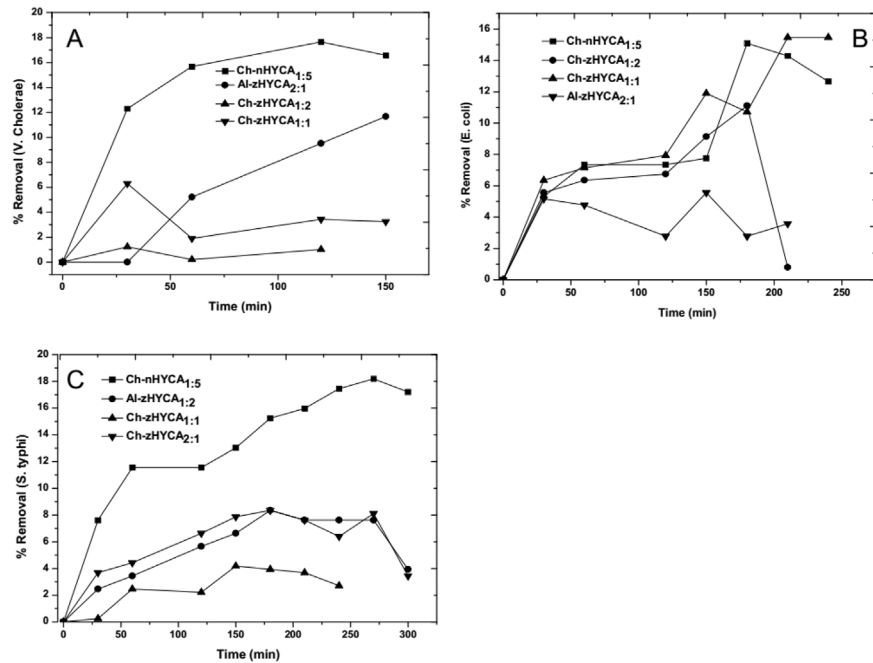 A
Ch-nHYCA1:5
Al-zHYCA2:1
Ch-zHYCA1:2
Ch-zHYCA1:1
% Removal (V. Cholerae)
20
18
16
14
12
10
8
6
4
2
0
0
50
100
150
Time (min)
B
Ch-nHYCA1:5
Ch-zHYCA1:2
Ch-zHYCA1:1
Al-zHYCA2:1
% Removal (E. coli)
16
14
12
10
8
6
4
2
0
0
50
100
150
200
250
Time (min)
C
Ch-nHYCA1:5
Al-zHYCA1:2
Ch-zHYCA1:1
Ch-zHYCA2:1
% Removal (S. typhi)
20
18
16
14
12
10
8
6
4
2
0
0
50
100
150
200
250
300
Time (min)